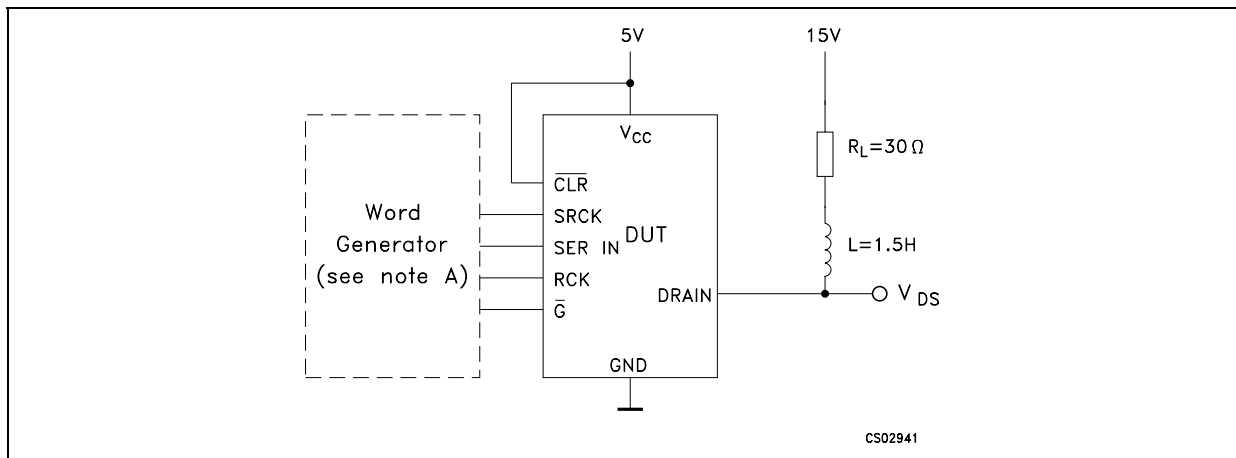 5V
15V
VCC
RL=30Ω
CLR
Word
Generator
(see note A)
SRCK
SER IN
DUT
L=1.5H
RCK
DRAIN
VDS
G
GND
CS02941